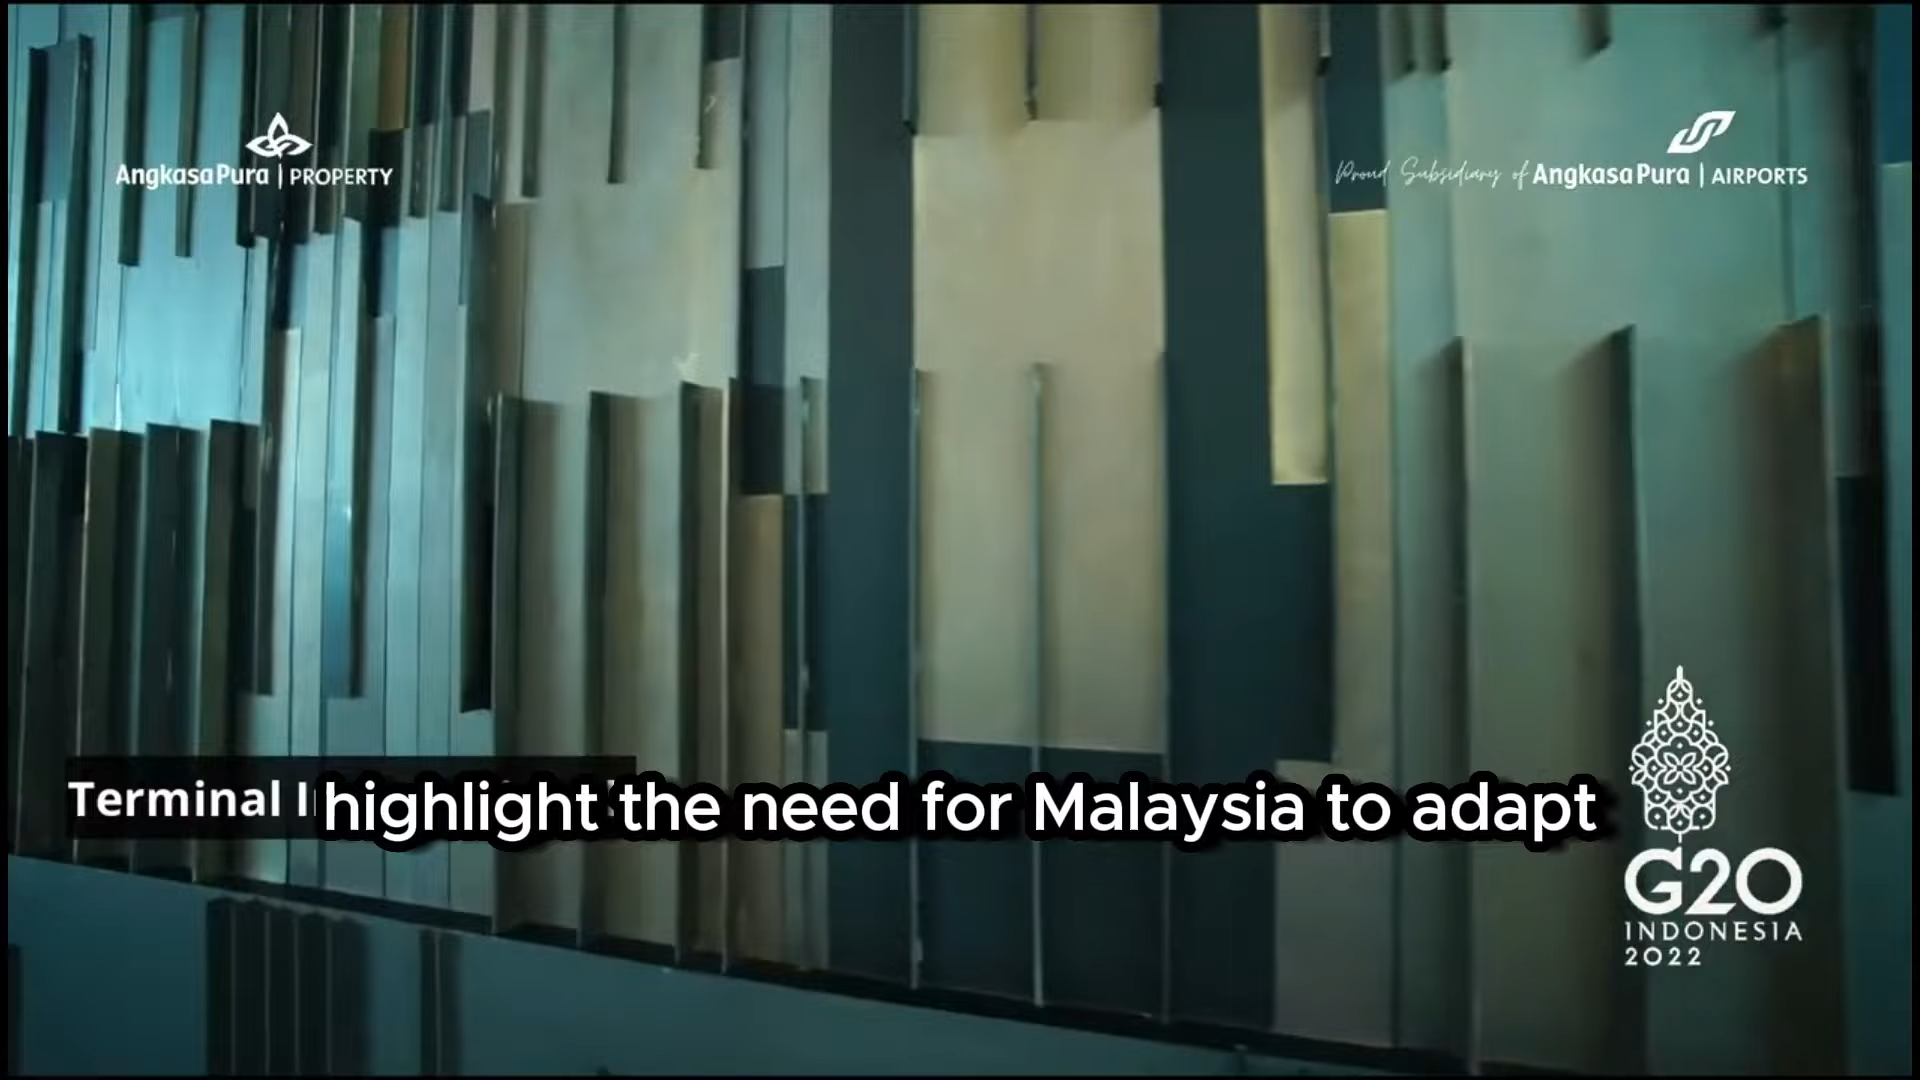 AngkasaPura | PROPERTY
Proud Subsidiary of AngkasaPura | AIRPORTS
Terminal
highlight the need for Malaysia to adapt
G20
INDONESIA
2022